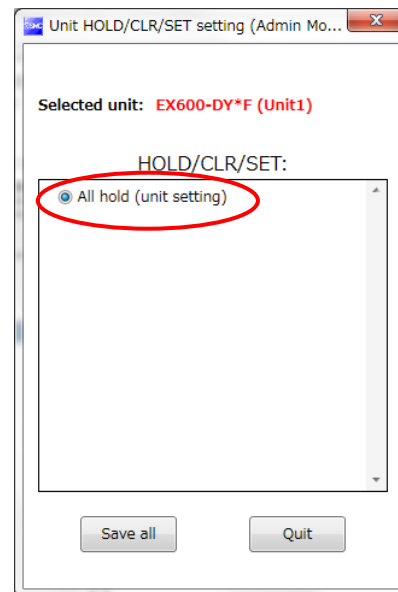 Unit HOLD/CLR/SET setting (Admin Mo...
Selected unit: EX600-DY*F (Unit1)
HOLD/CLR/SET:
All hold (unit setting)
Save all
Quit